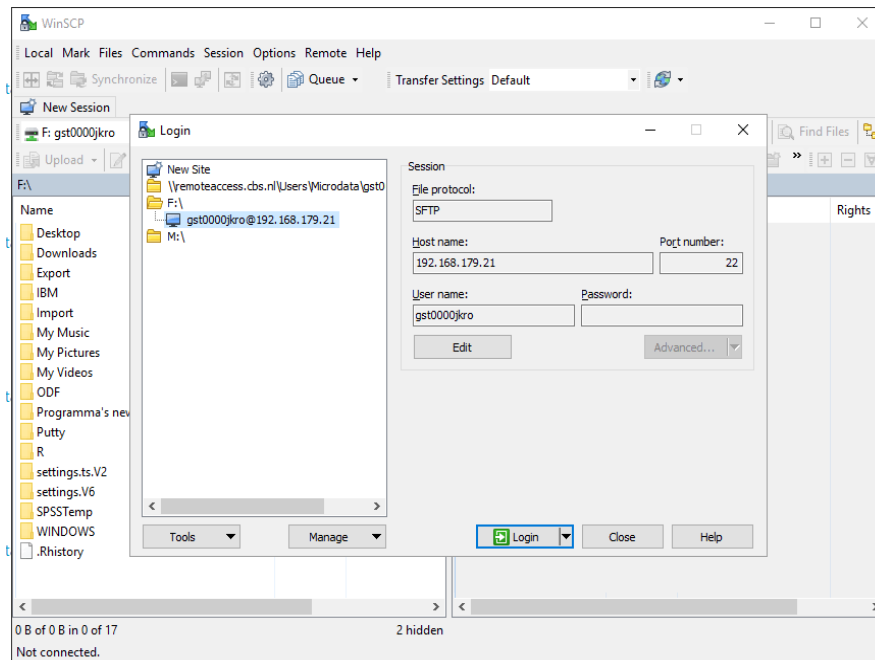 WinSCP
Local Mark Files Commands Session Options Remote Help
Synchronize Queue Transfer Settings Default
New Session
F: gst0000jkro Find Files
Upload »
F:\
Name Rights
Desktop
Downloads
Export
IBM
Import
My Music
My Pictures
My Videos
ODF
Programma's new
Putty
R
settings.ts.V2
settings.V6
SPSSTemp
WINDOWS
.Rhistory
Login
New Site
\\remoteaccess.cbs.nl\Users\Microdata\gst0
F:\
gst0000jkro@192.168.179.21
M:\
Session
File protocol:
SFTP
Host name: Port number:
192.168.179.21 22
User name: Password:
gst0000jkro
Edit Advanced...
Tools Manage Login Close Help
0 B of 0 B in 0 of 17 2 hidden
Not connected.